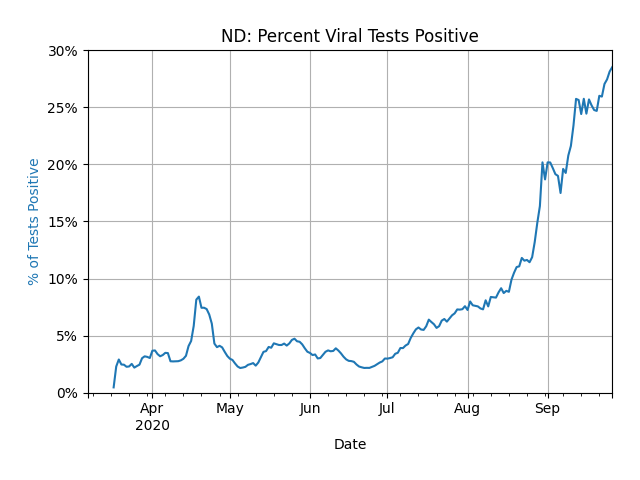 ND: Percent Viral Tests Positive
30%
25%
20%
15%
10%
5%
0%
% of Tests Positive
Apr May Jun Jul Aug Sep
2020
Date